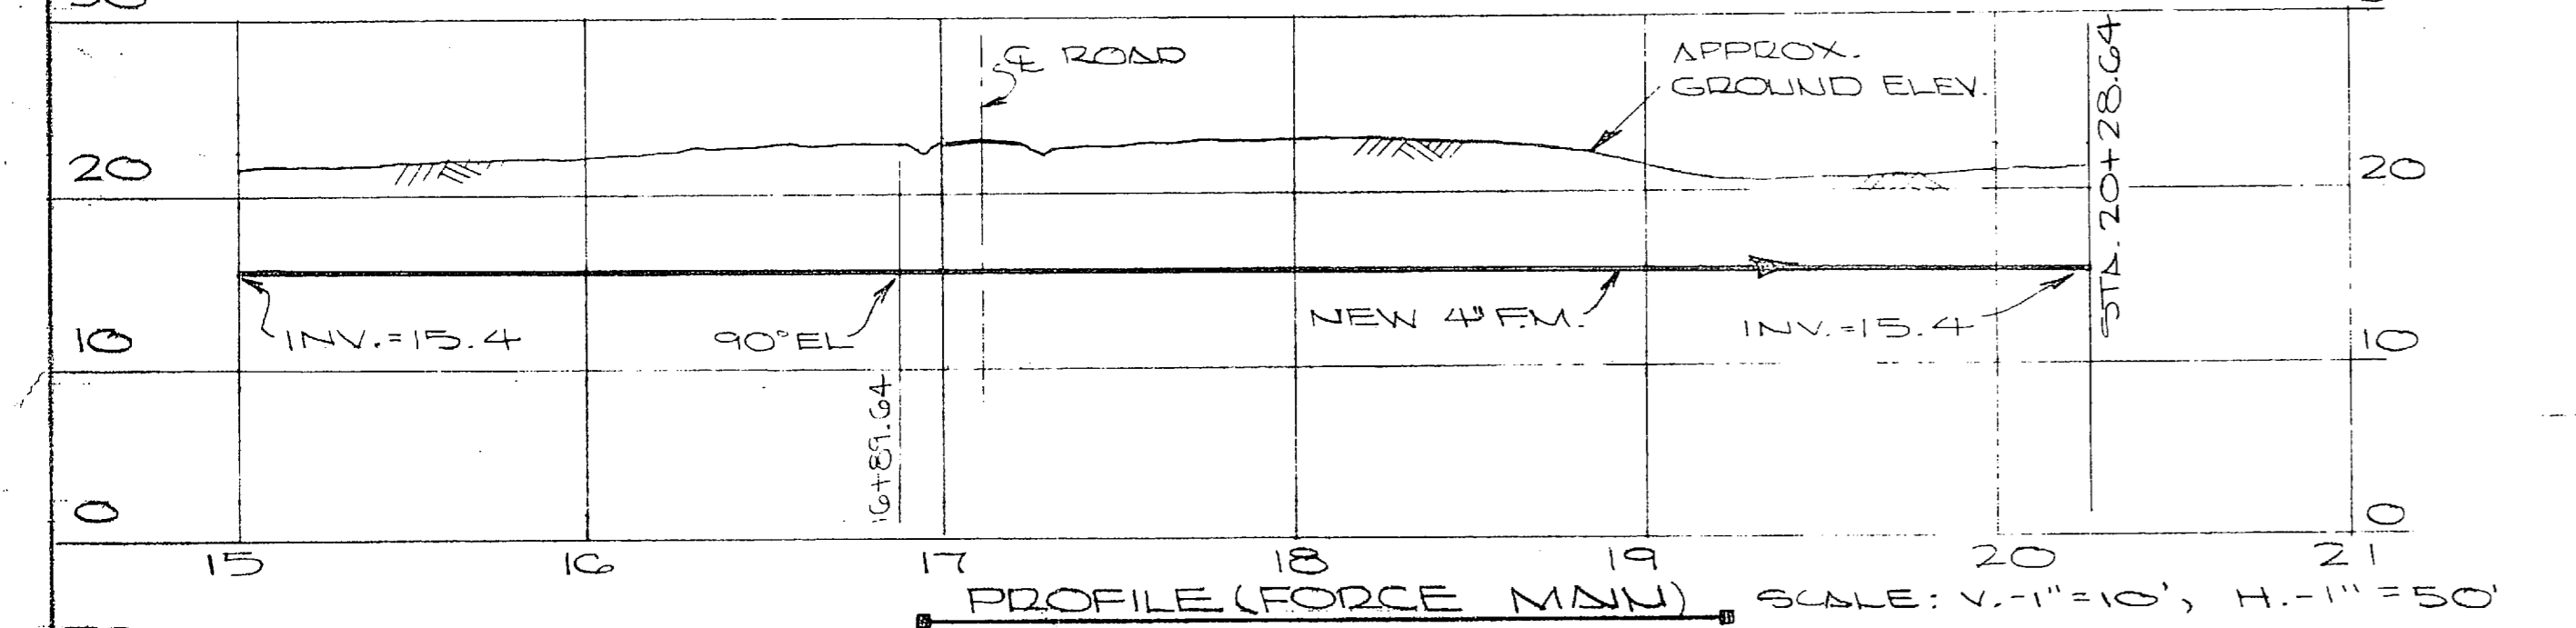 ℄ ROAD
APPROX.
GROUND ELEV.
STA. 20+28.64
20
20
INV.=15.4
90°EL
NEW 4" F.M.
INV.=15.4
10
10
16+89.64
0
0
15 16 17 18 19 20 21
PROFILE (FORCE MAIN) SCALE: V.-1"=10', H.-1"=50'